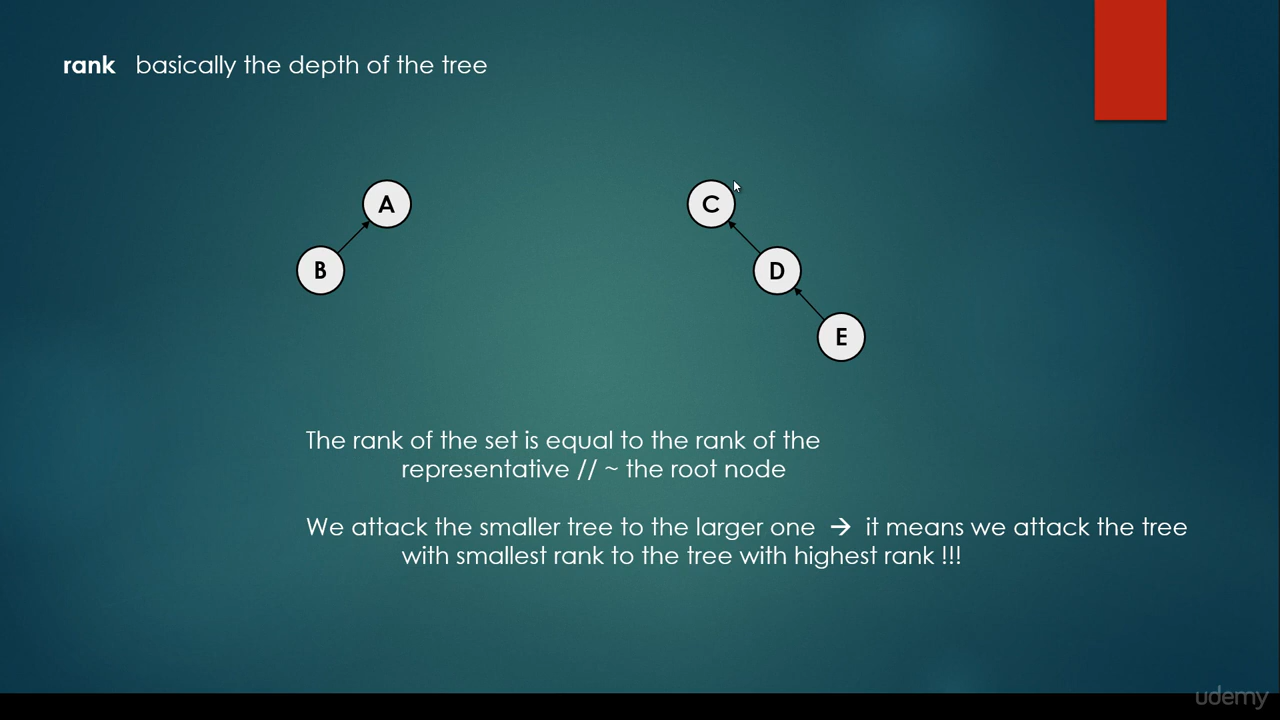 rank basically the depth of the tree
A
C
B
D
E
The rank of the set is equal to the rank of the
representative // ~ the root node
We attack the smaller tree to the larger one → it means we attack the tree
with smallest rank to the tree with highest rank !!!
udemy